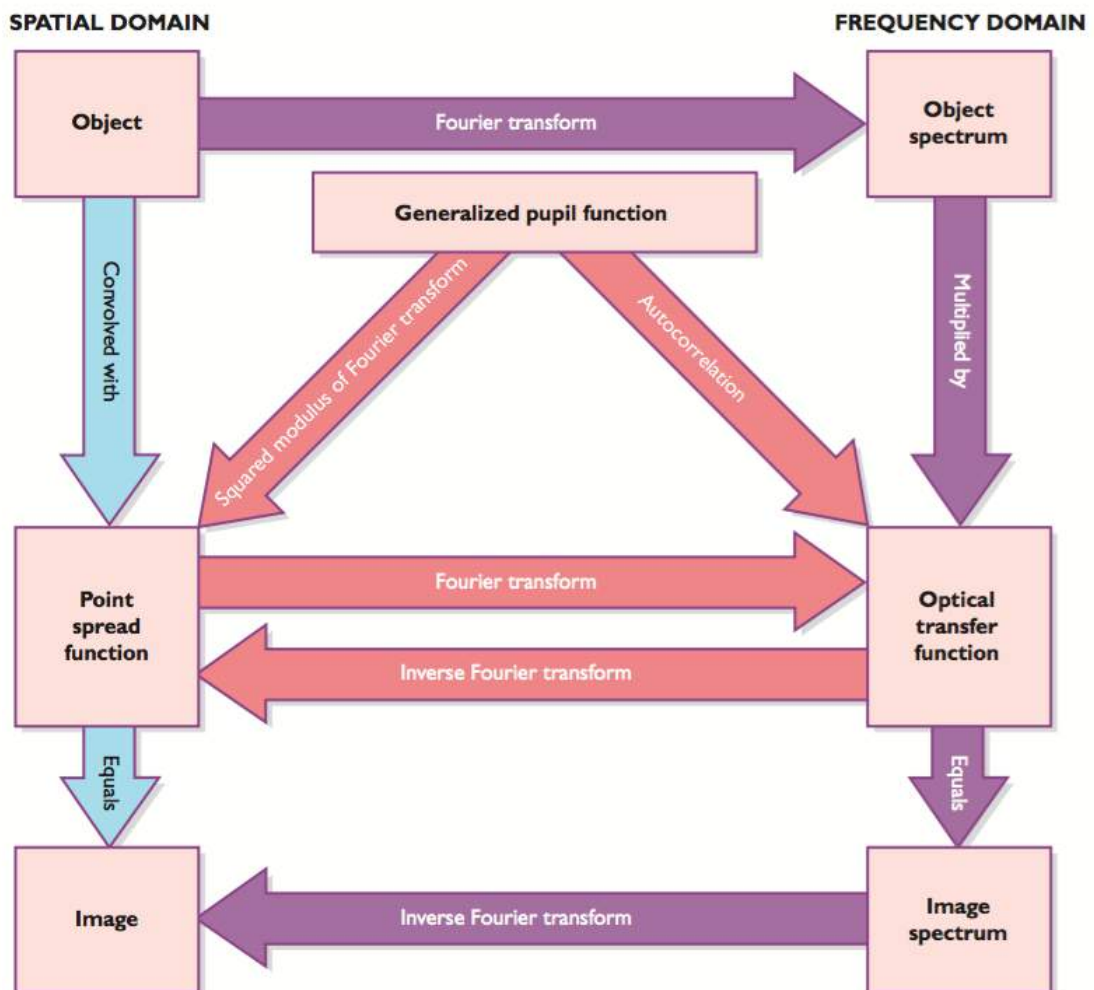 SPATIAL DOMAIN
FREQUENCY DOMAIN
Object
Fourier transform
Object
spectrum
Generalized pupil function
Convolved with
Squared modulus of Fourier transform
Autocorrelation
Multiplied by
Point
spread
function
Fourier transform
Inverse Fourier transform
Optical
transfer
function
Equals
Equals
Image
Inverse Fourier transform
Image
spectrum